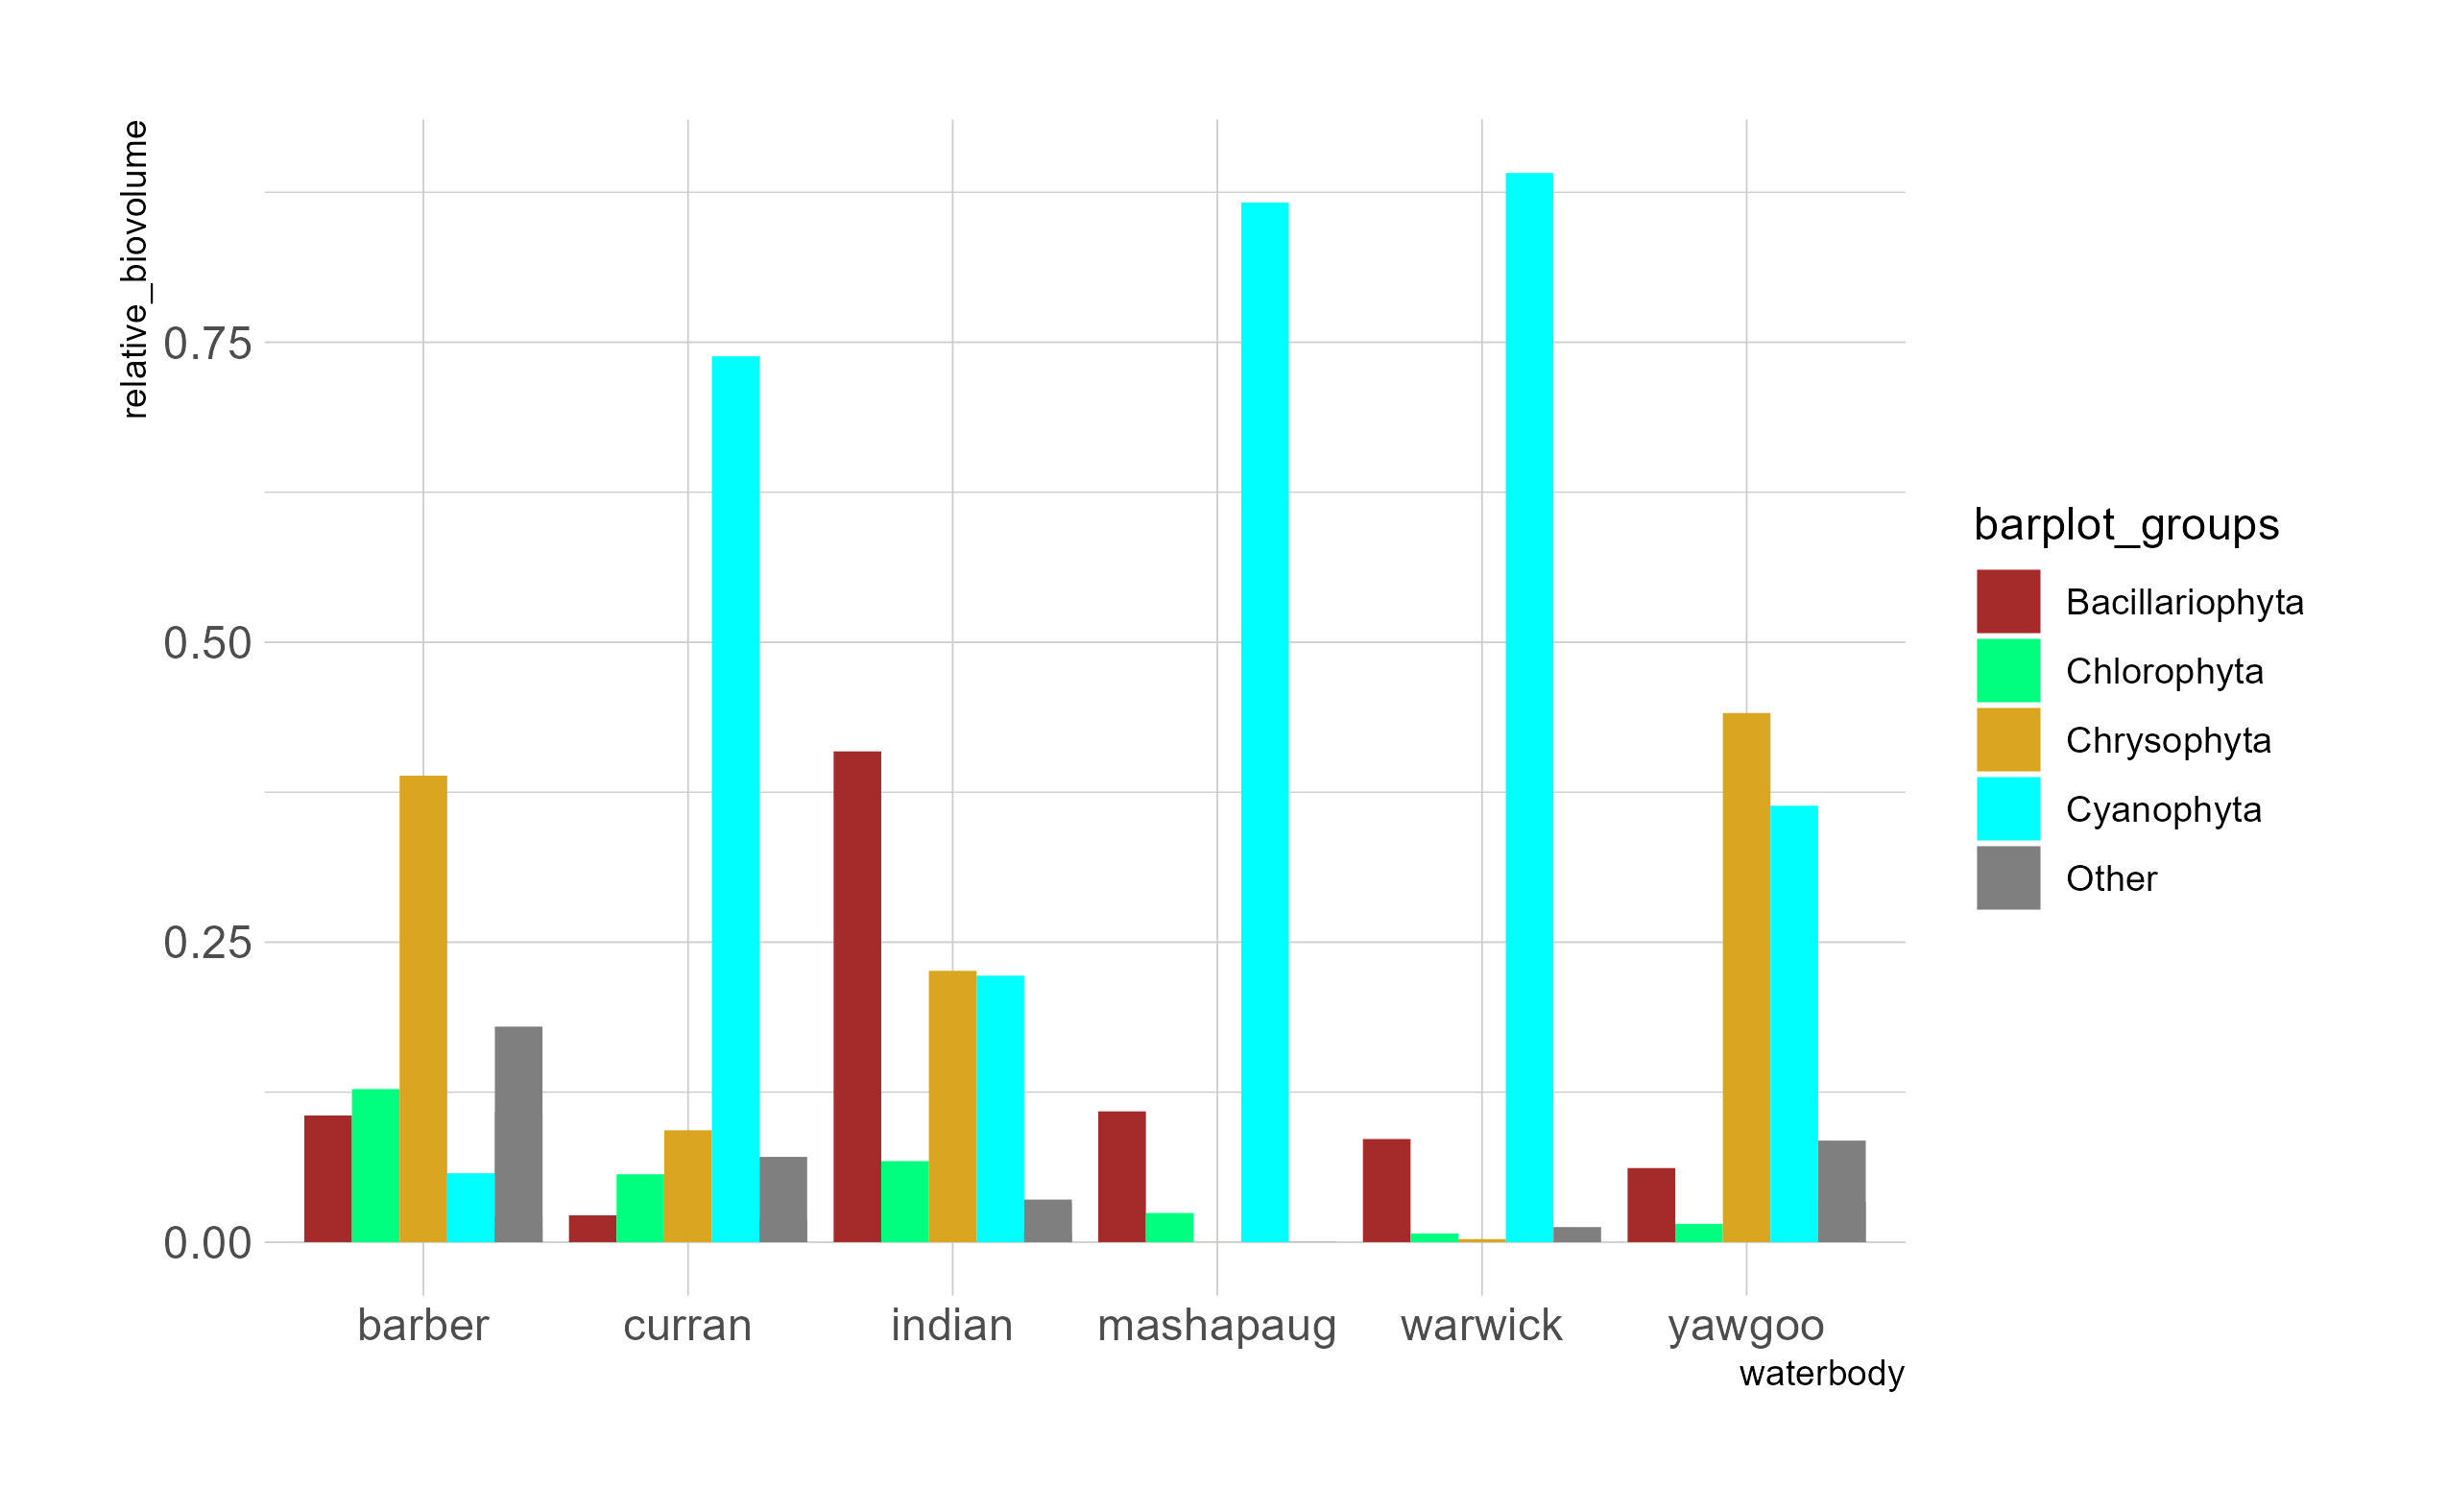 relative_biovolume
0.75
0.50
0.25
0.00
barber
curran
indian
mashapaug
warwick
yawgoo
waterbody
barplot_groups
Bacillariophyta
Chlorophyta
Chrysophyta
Cyanophyta
Other